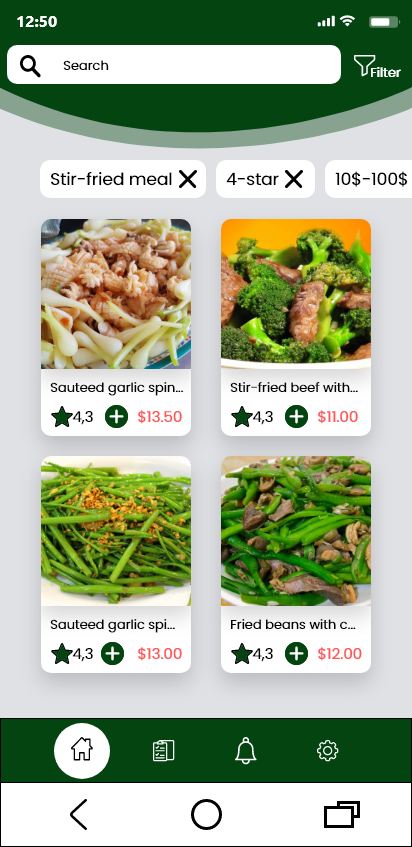 12:50
Search
Filter
Stir-fried meal
4-star
10$-100$
Sauteed garlic spin...
Stir-fried beef with...
4,3 $13.50
4,3 $11.00
Sauteed garlic spi...
Fried beans with c...
4,3 $13.00
4,3 $12.00